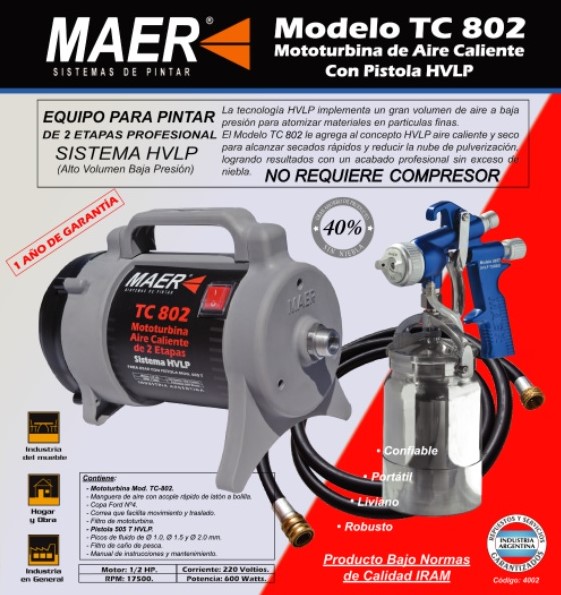 MAER®
SISTEMAS DE PINTAR
Modelo TC 802
Mototurbina de Aire Caliente
Con Pistola HVLP
EQUIPO PARA PINTAR
DE 2 ETAPAS PROFESIONAL
SISTEMA HVLP
(Alto Volumen Baja Presión)
La tecnología HVLP implementa un gran volumen de aire a baja
presión para atomizar materiales en partículas finas.
El Modelo TC 802 le agrega al concepto HVLP aire caliente y seco
para alcanzar secados rápidos y reducir la nube de pulverización,
logrando resultados con un acabado profesional sin exceso de
niebla. NO REQUIERE COMPRESOR
1 AÑO DE GARANTÍA
40%
SIN NIEBLA
MAER
SISTEMAS DE PINTAR
TC 802
Mototurbina
Aire Caliente
de 2 Etapas
Sistema HVLP
INDUSTRIA ARGENTINA
MAER
Industria
del mueble
Hogar
y Obra
Industria
en General
Contiene:
- Mototurbina Mod. TC-802.
- Manguera de aire con acople rápido de latón a bolilla.
- Copa Ford Nº4.
- Correa que facilita movimiento y traslado.
- Filtro de mototurbina.
- Pistola 505 T HVLP.
- Picos de fluido de Ø 1.0, Ø 1.5 y Ø 2.0 mm.
- Filtro de caño de pesca.
- Manual de instrucciones y mantenimiento.
Motor: 1/2 HP.
Corriente: 220 Voltios.
RPM: 17500.
Potencia: 600 Watts.
• Confiable
• Portátil
• Liviano
• Robusto
Producto Bajo Normas
de Calidad IRAM
REPUESTOS Y SERVICIOS
INDUSTRIA
ARGENTINA
GARANTIZADOS
Código: 4002